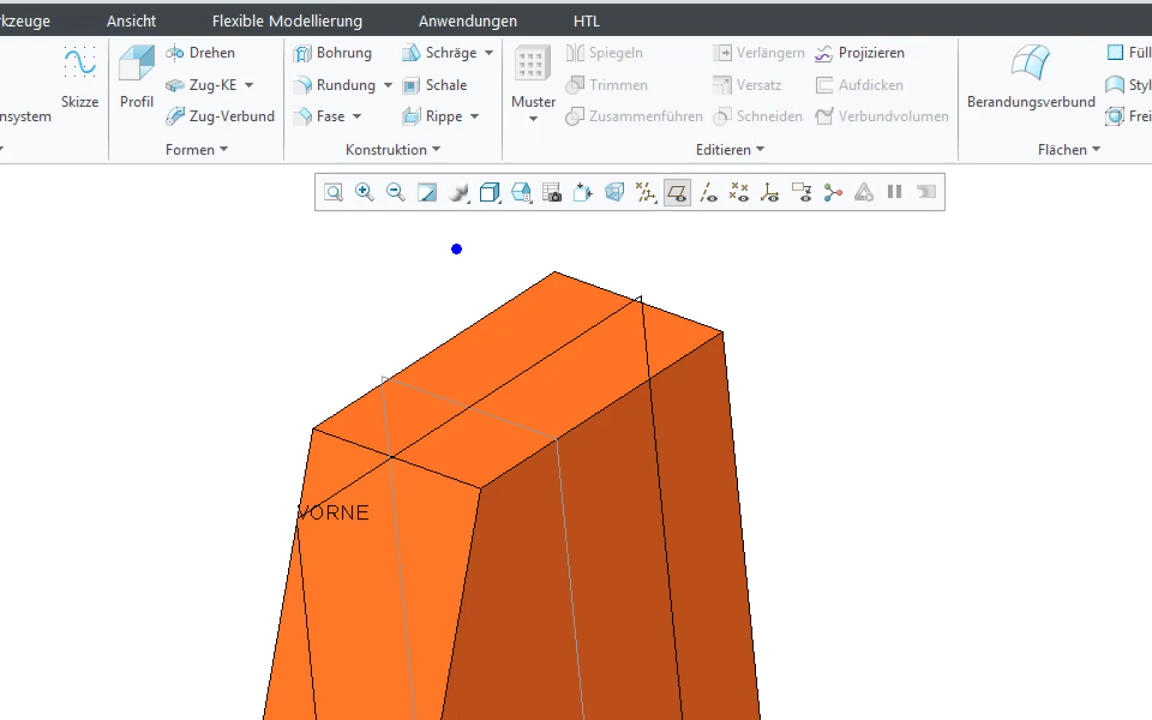 rkzeuge Ansicht Flexible Modellierung Anwendungen HTL
Drehen Bohrung Schräge Spiegeln Verlängern Projizieren Füll
Zug-KE Rundung Schale Trimmen Versatz Aufdicken Styl
Skizze Profil Muster Berandungsverbund
nsystem Zug-Verbund Fase Rippe Zusammenführen Schneiden Verbundvolumen Frei
Formen Konstruktion Editieren Flächen
VORNE